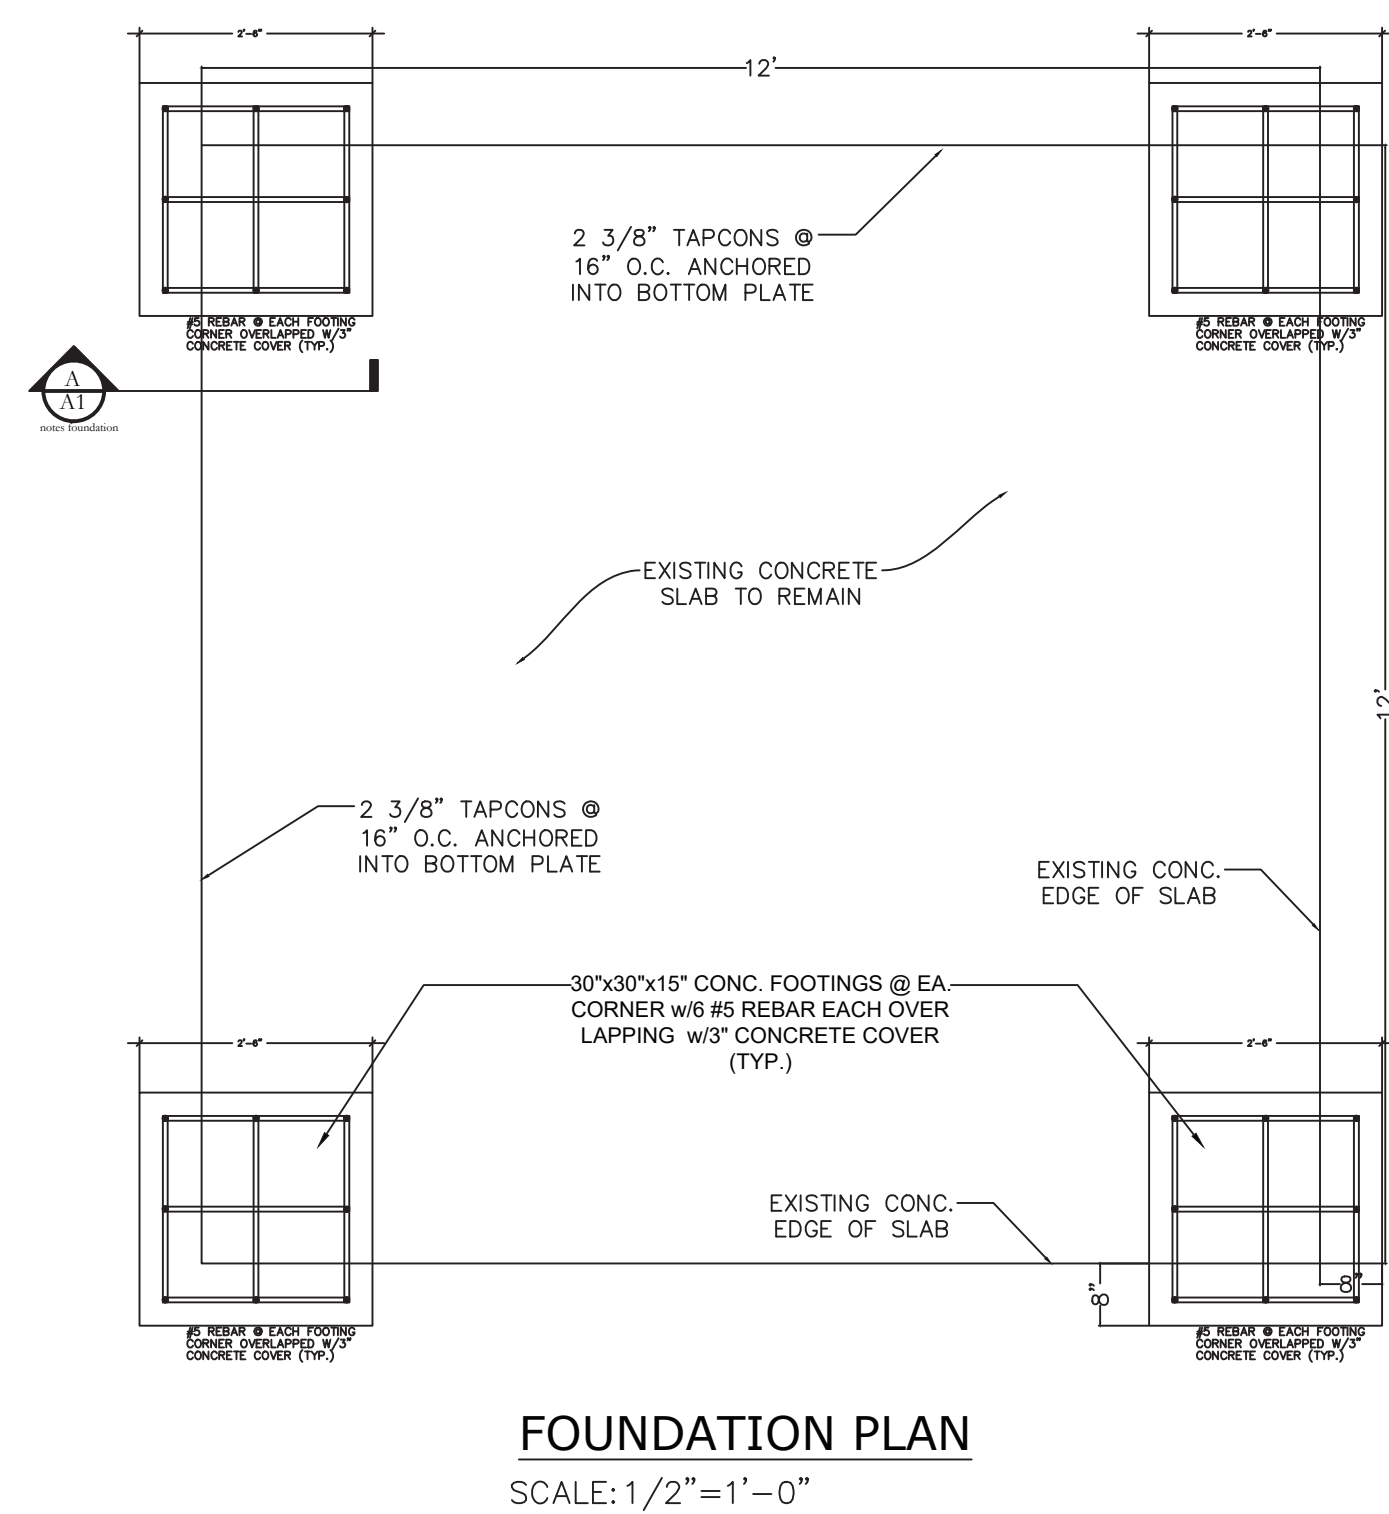 2'-6"
2'-6"
12'
2 3/8" TAPCONS @
16" O.C. ANCHORED
INTO BOTTOM PLATE
#5 REBAR @ EACH FOOTING
CORNER OVERLAPPED W/3"
CONCRETE COVER (TYP.)
#5 REBAR @ EACH FOOTING
CORNER OVERLAPPED W/3"
CONCRETE COVER (TYP.)
A
A1
notes foundation
EXISTING CONCRETE
SLAB TO REMAIN
12'
2 3/8" TAPCONS @
16" O.C. ANCHORED
INTO BOTTOM PLATE
EXISTING CONC.
EDGE OF SLAB
30"x30"x15" CONC. FOOTINGS @ EA.
CORNER w/6 #5 REBAR EACH OVER
LAPPING w/3" CONCRETE COVER
(TYP.)
2'-6"
2'-6"
EXISTING CONC.
EDGE OF SLAB
8"
8"
#5 REBAR @ EACH FOOTING
CORNER OVERLAPPED W/3"
CONCRETE COVER (TYP.)
#5 REBAR @ EACH FOOTING
CORNER OVERLAPPED W/3"
CONCRETE COVER (TYP.)
FOUNDATION PLAN
SCALE: 1/2"=1'-0"